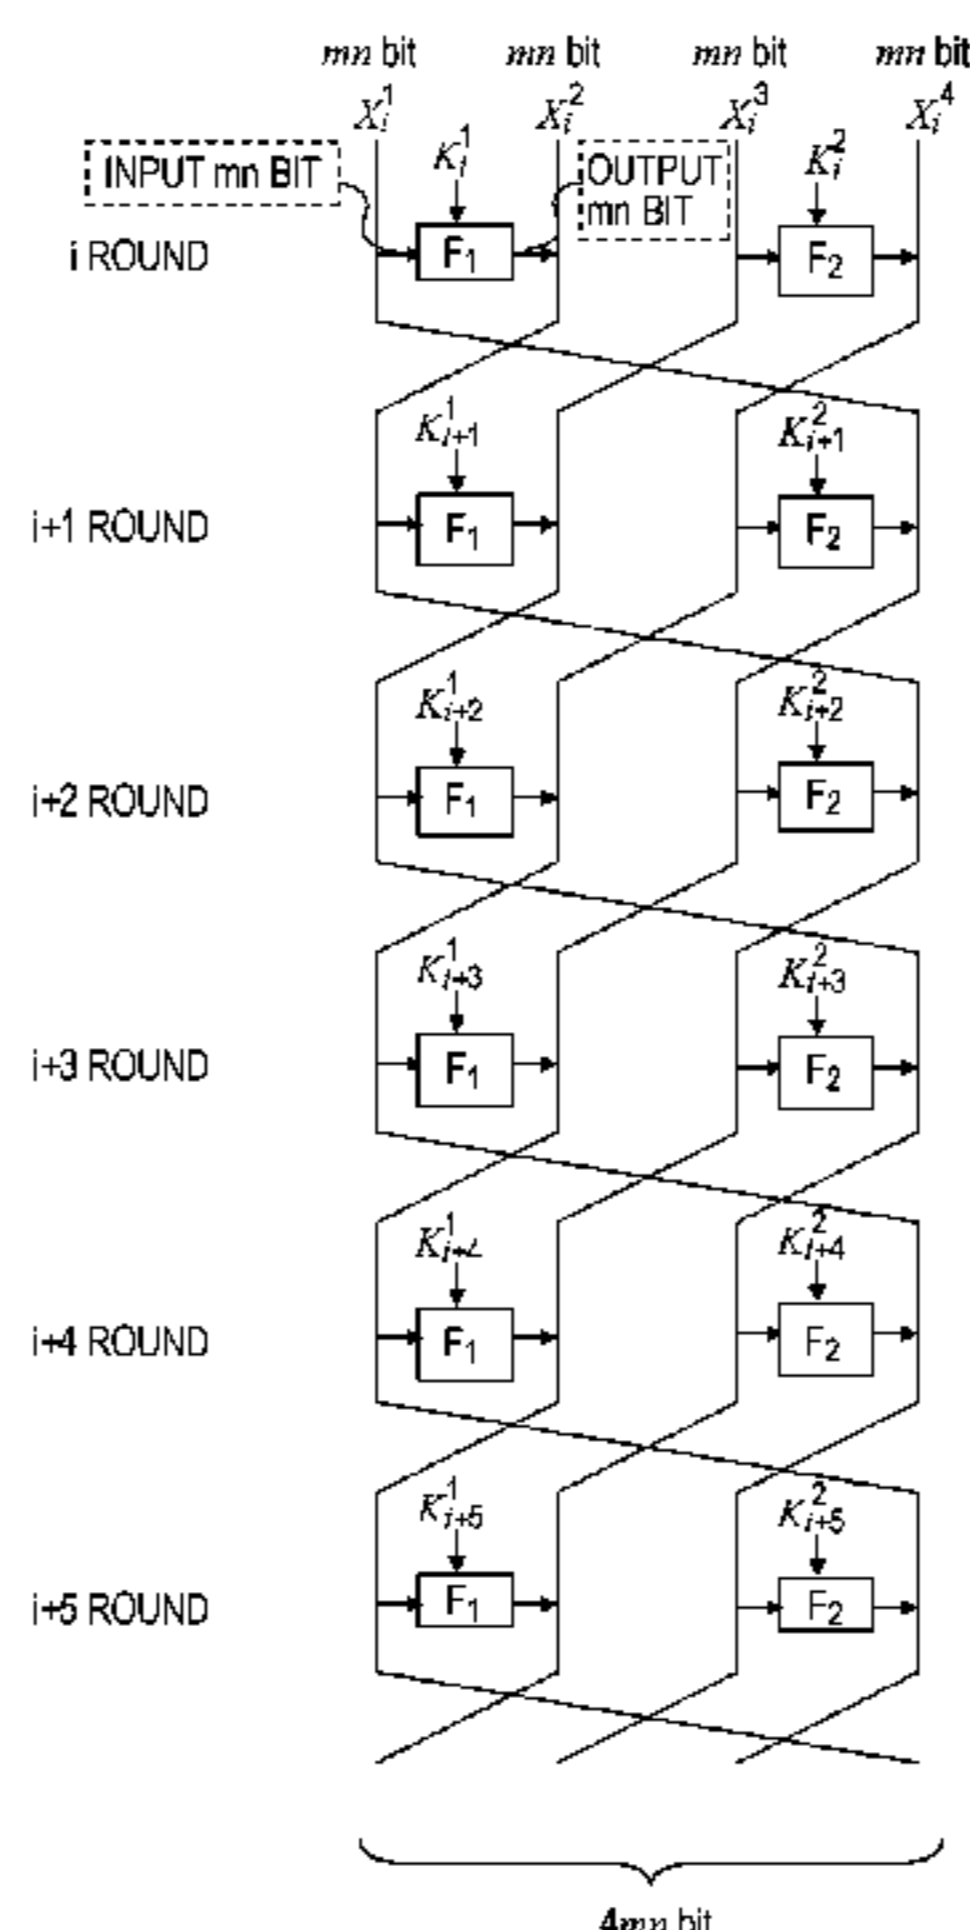 mn bit mn bit mn bit mn bit
X_i^1 X_i^2 X_i^3 X_i^4
INPUT mn BIT
K_i^1
OUTPUT
mn BIT
K_i^2
i ROUND
F_1 F_2
K_{i+1}^1 K_{i+1}^2
i+1 ROUND
F_1 F_2
K_{i+2}^1 K_{i+2}^2
i+2 ROUND
F_1 F_2
K_{i+3}^1 K_{i+3}^2
i+3 ROUND
F_1 F_2
K_{i+4}^1 K_{i+4}^2
i+4 ROUND
F_1 F_2
K_{i+5}^1 K_{i+5}^2
i+5 ROUND
F_1 F_2
4mn bit